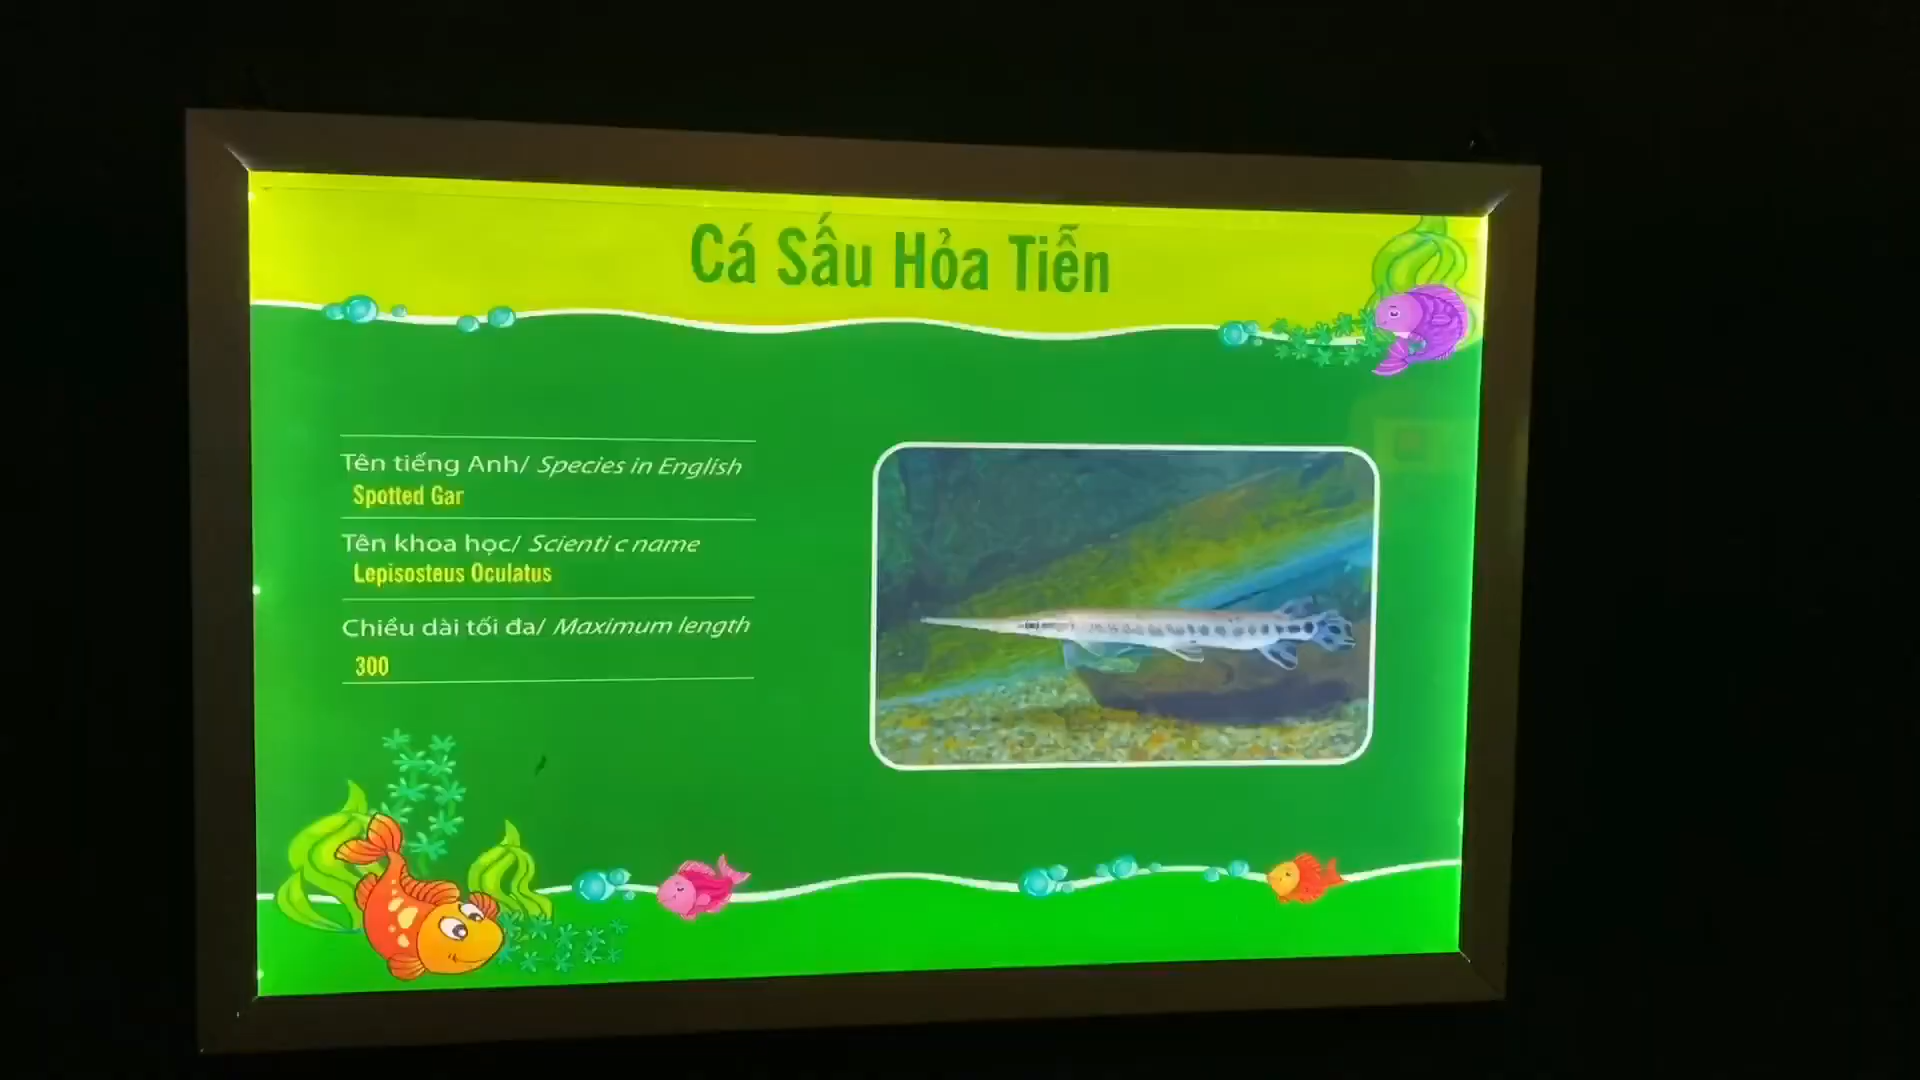 Cá Sấu Hỏa Tiễn
Tên tiếng Anh/ Species in English
Spotted Gar
Tên khoa học/ Scienti c name
Lepisosteus Oculatus
Chiều dài tối đa/ Maximum length
300